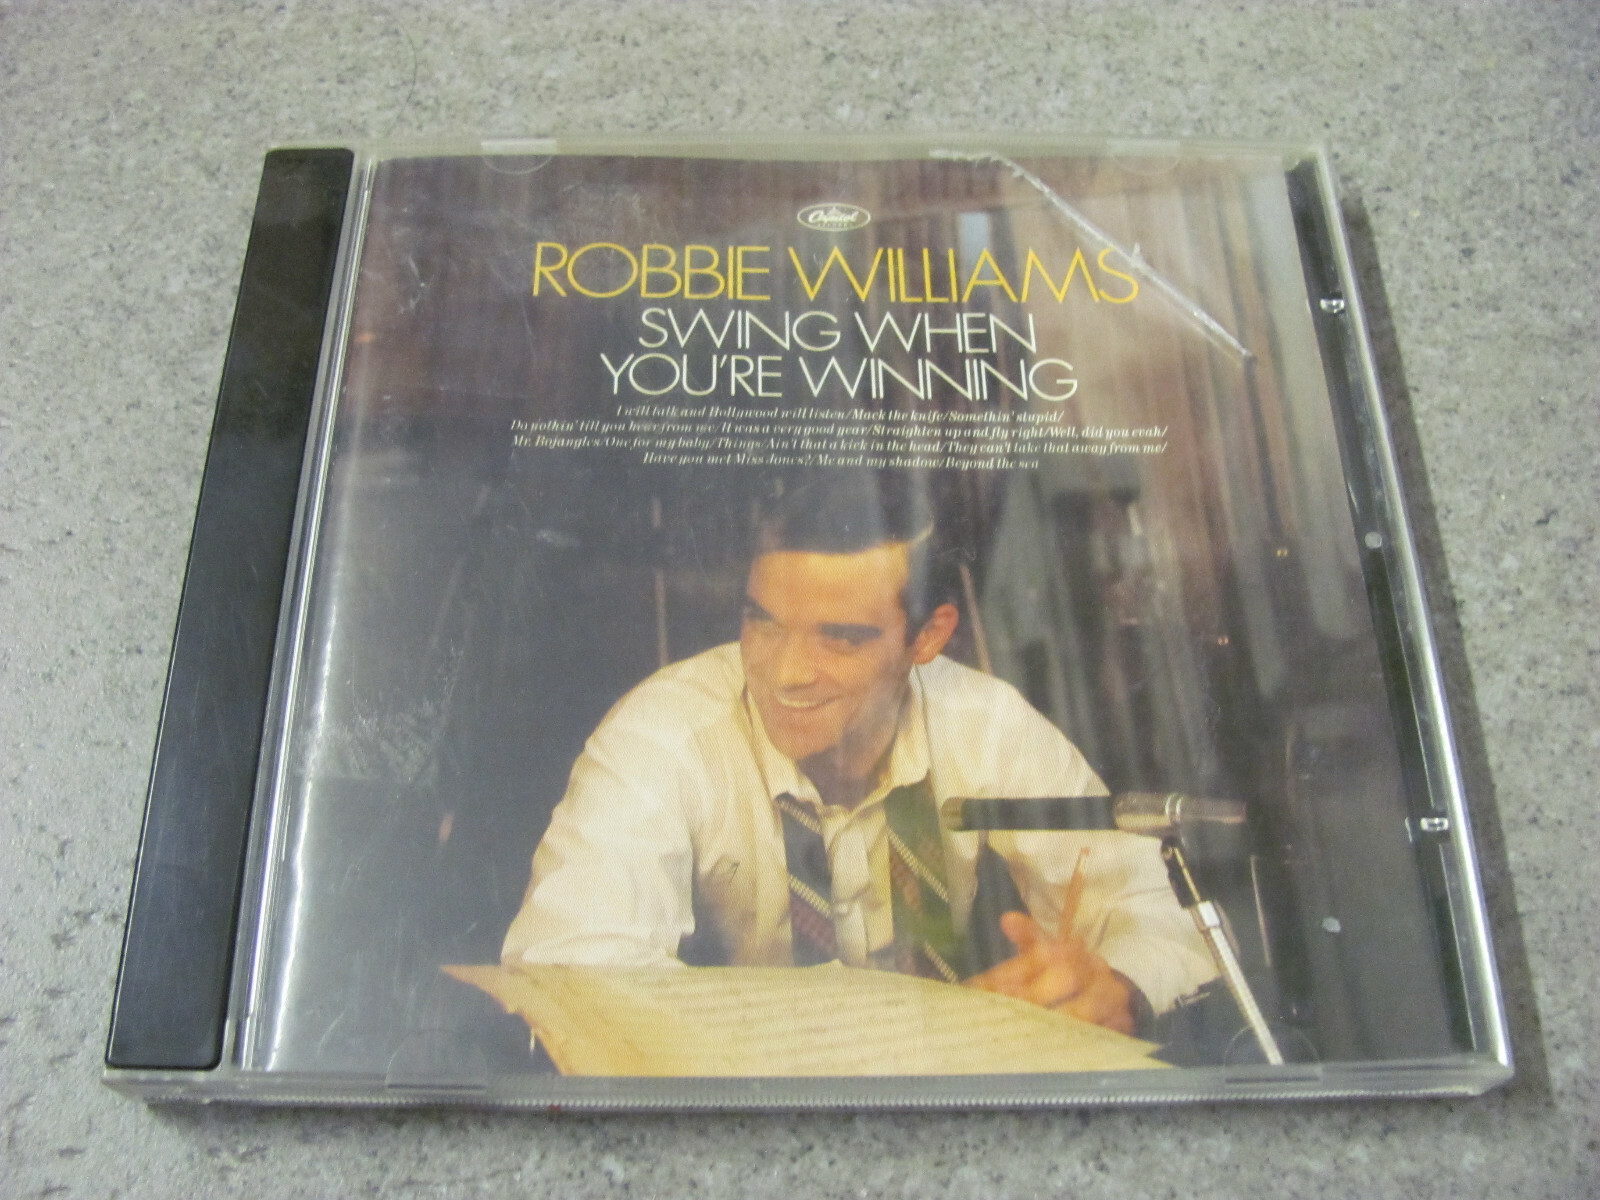 Capitol
ROBBIE WILLIAMS
SWING WHEN
YOU'RE WINNING
I will talk and Hollywood will listen/Mack the knife/Somethin' stupid/
Do nothin' till you hear from me/It was a very good year/Straighten up and fly right/Well, did you evah/
Mr. Bojangles/One for my baby/Things/Ain't that a kick in the head/They can't take that away from me/
Have you met Miss Jones?/Me and my shadow/Beyond the sea